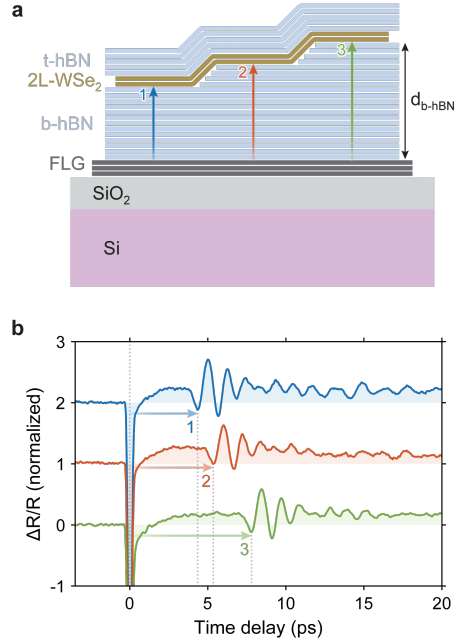 a
t-hBN
2L-WSe₂
b-hBN
FLG
SiO₂
Si
1
2
3
d_b-hBN
b
ΔR/R (normalized)
3
2
1
0
-1
1
2
3
0
5
10
15
20
Time delay (ps)